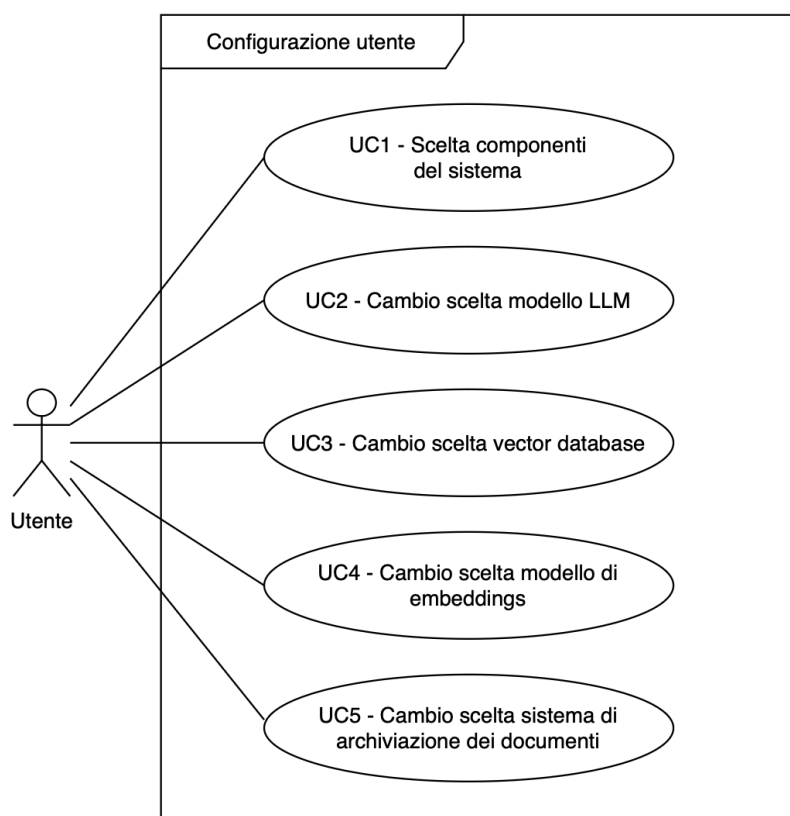 Configurazione utente
UC1 - Scelta componenti
del sistema
UC2 - Cambio scelta modello LLM
UC3 - Cambio scelta vector database
Utente
UC4 - Cambio scelta modello di
embeddings
UC5 - Cambio scelta sistema di
archiviazione dei documenti